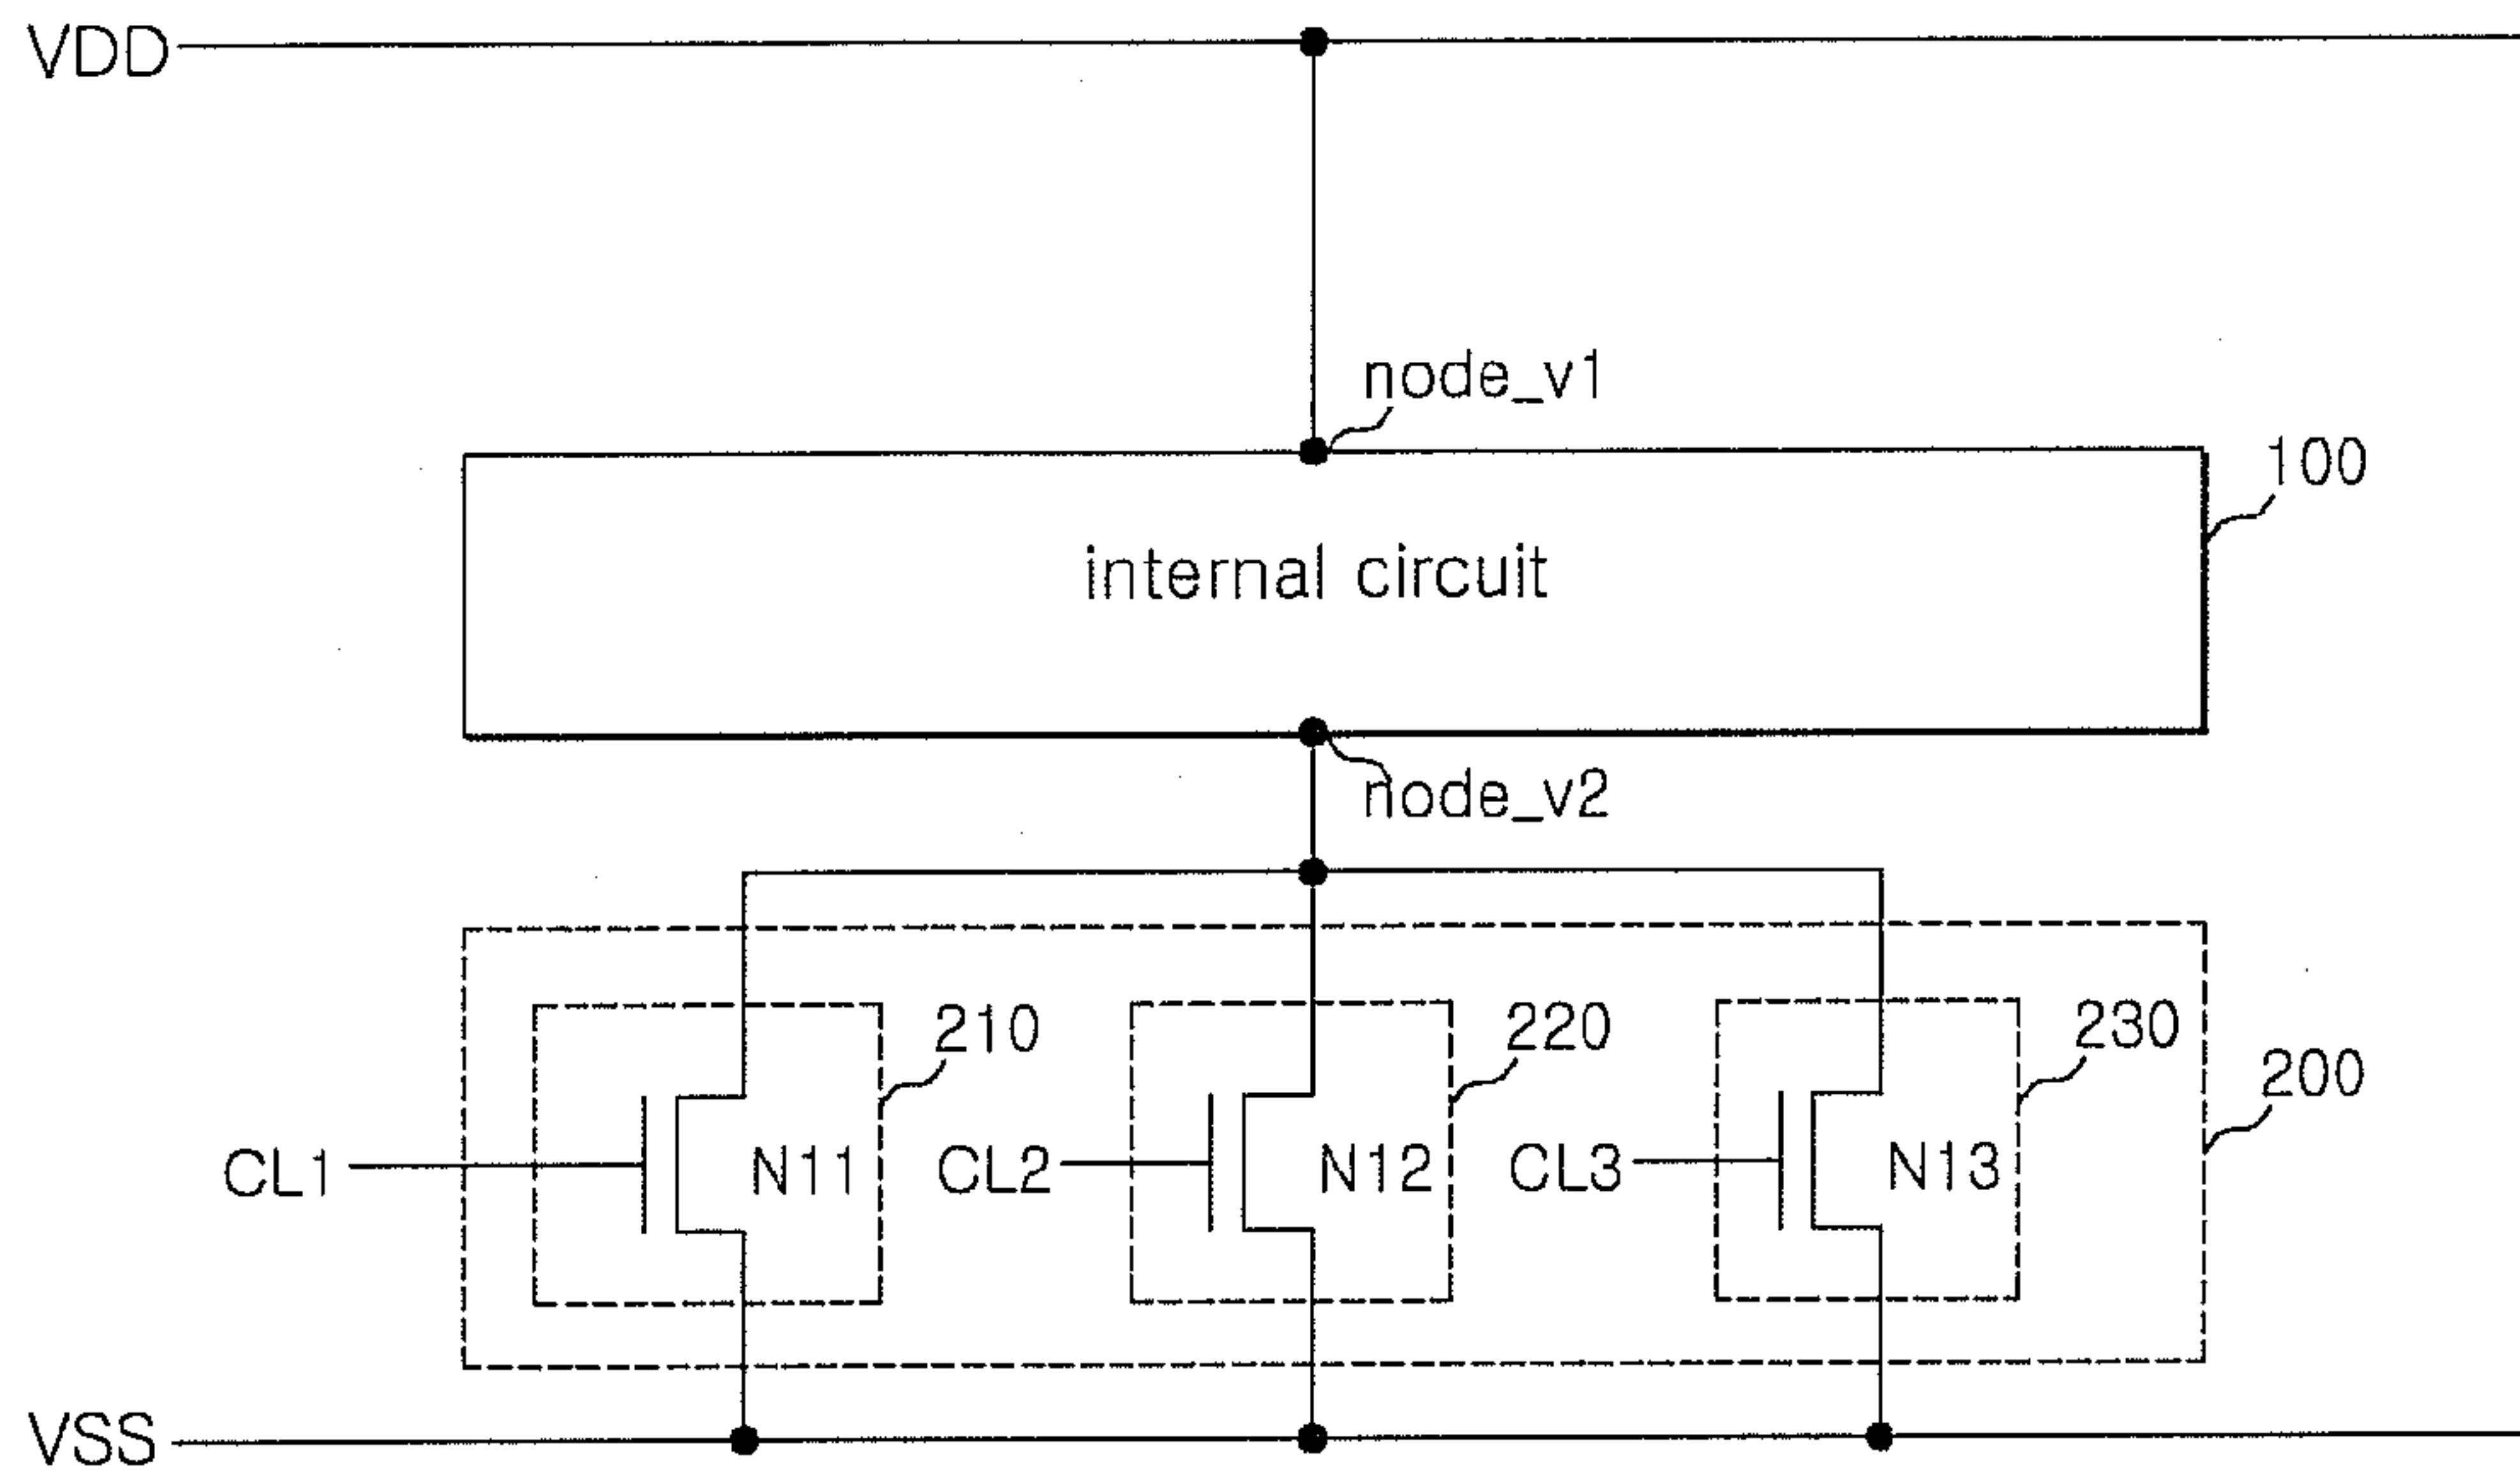 VDD
node_v1
100
internal circuit
node_v2
210
220
230
200
CL1
N11
CL2
N12
CL3
N13
VSS